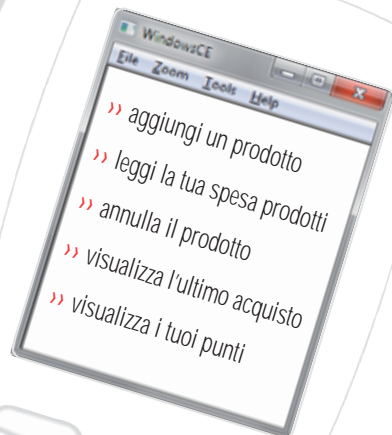 WindowsCE
File Zoom Tools Help
›› aggiungi un prodotto
›› leggi la tua spesa prodotti
›› annulla il prodotto
›› visualizza l'ultimo acquisto
›› visualizza i tuoi punti